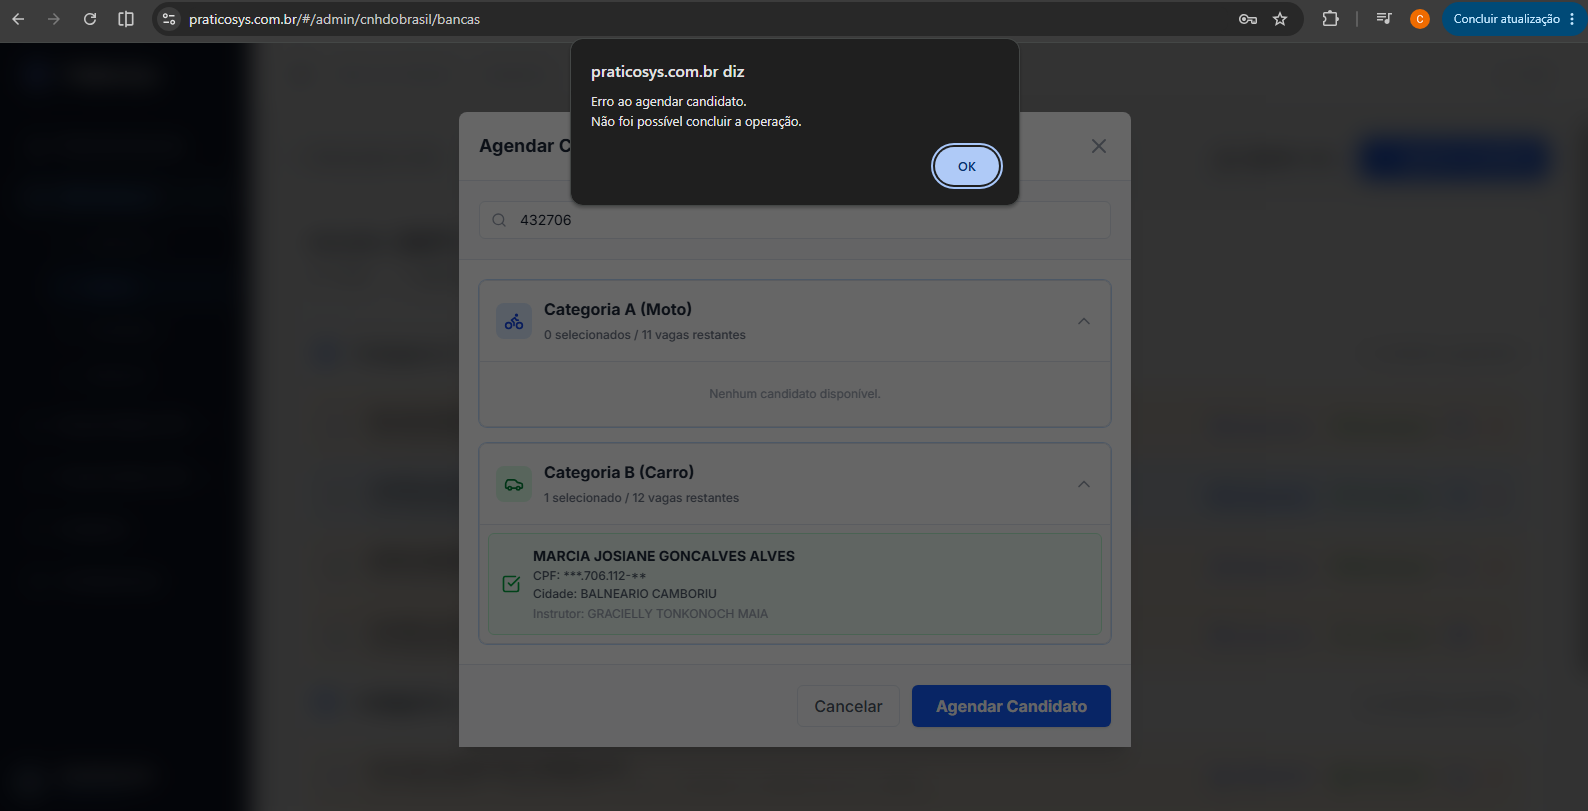 praticosys.com.br/#/admin/cnhdobrasil/bancas
C
Concluir atualização
praticosys.com.br diz
Erro ao agendar candidato.
Não foi possível concluir a operação.
OK
Agendar C
432706
Categoria A (Moto)
0 selecionados / 11 vagas restantes
Nenhum candidato disponível.
Categoria B (Carro)
1 selecionado / 12 vagas restantes
MARCIA JOSIANE GONCALVES ALVES
CPF: ***.706.112-**
Cidade: BALNEARIO CAMBORIU
Instrutor: GRACIELLY TONKONOCH MAIA
Cancelar
Agendar Candidato